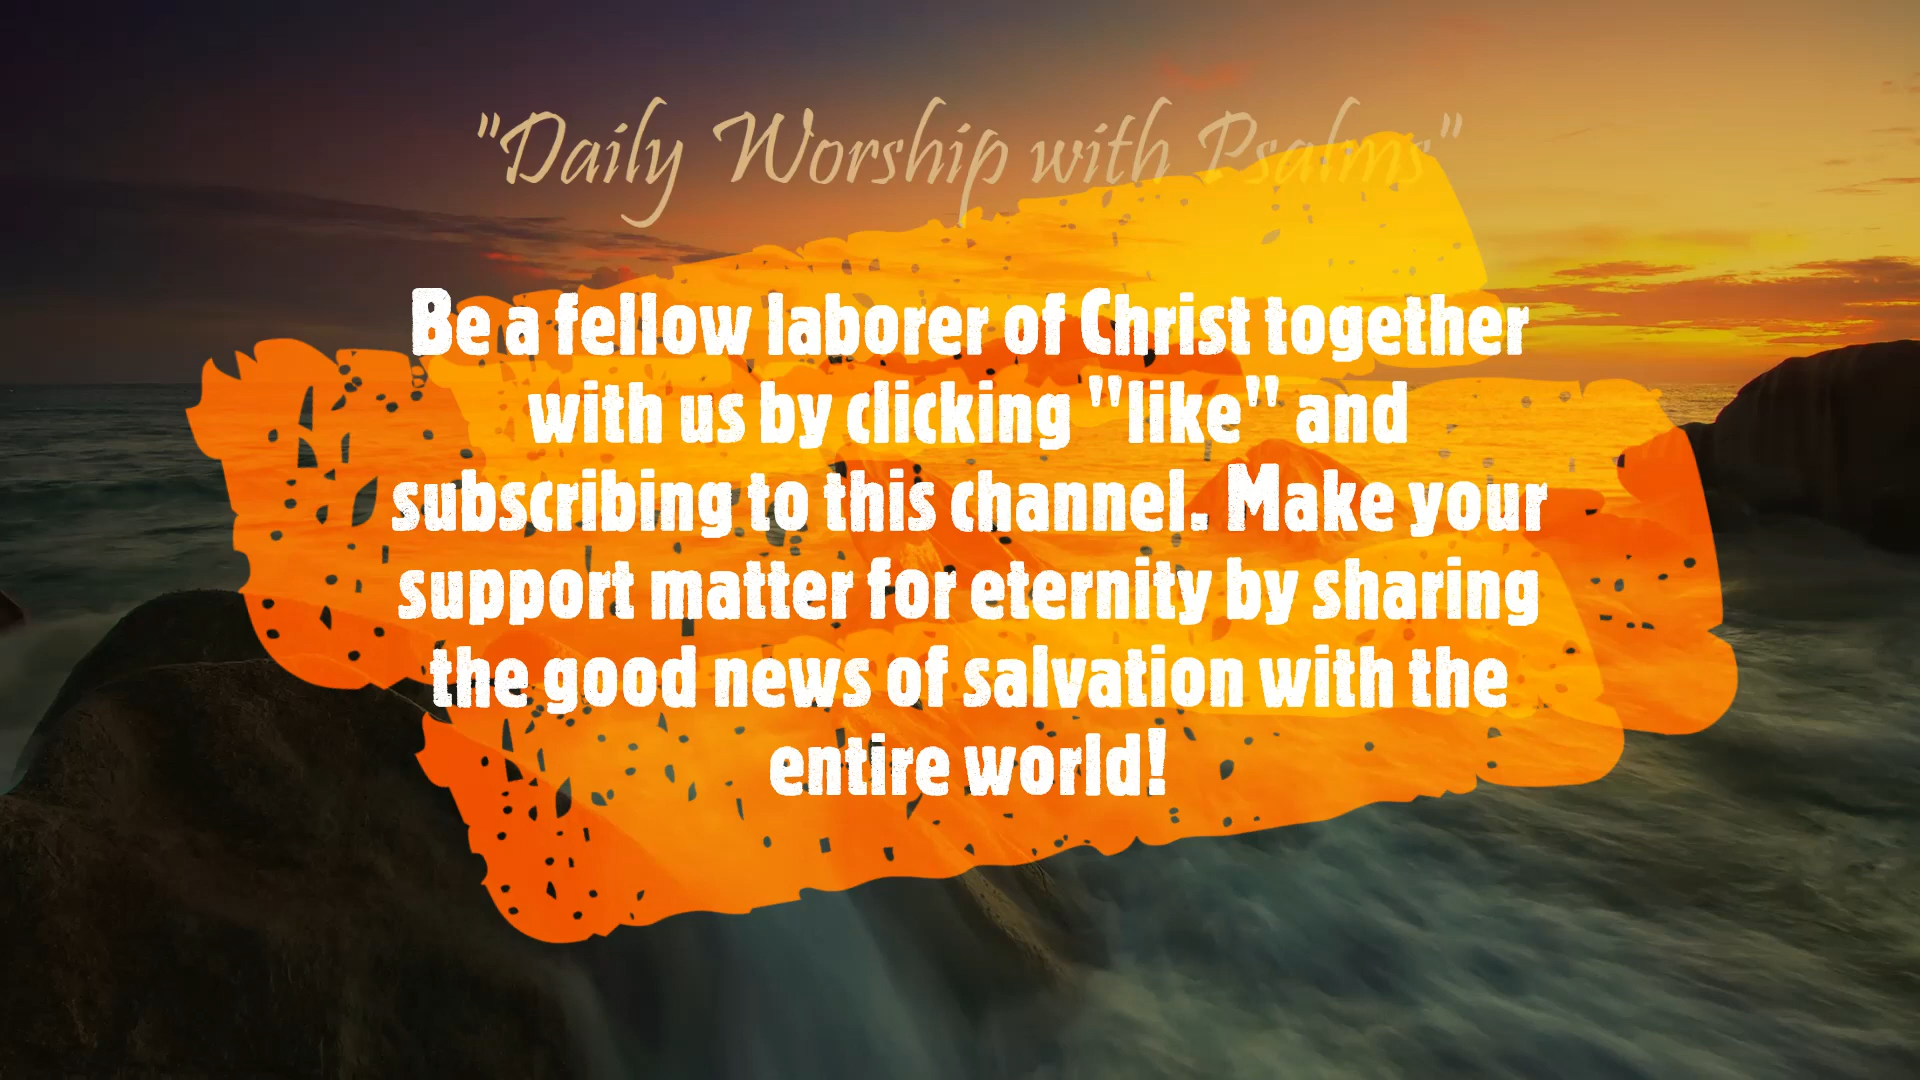 "Daily Worship with Psalms"
Be a fellow laborer of Christ together
with us by clicking "like" and
subscribing to this channel. Make your
support matter for eternity by sharing
the good news of salvation with the
entire world!